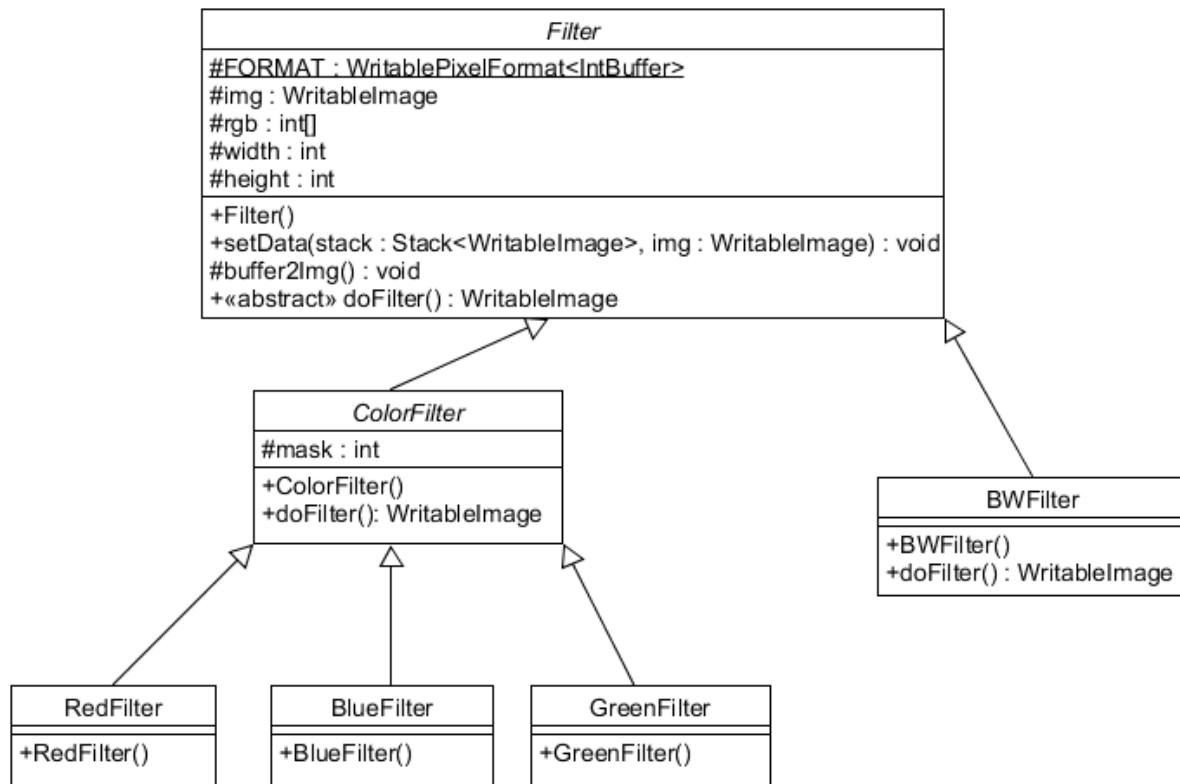 Filter
#FORMAT : WritablePixelFormat<IntBuffer>
#img : WritableImage
#rgb : int[]
#width : int
#height : int
+Filter()
+setData(stack : Stack<WritableImage>, img : WritableImage) : void
#buffer2Img() : void
+«abstract» doFilter() : WritableImage
ColorFilter
#mask : int
+ColorFilter()
+doFilter(): WritableImage
BWFilter
+BWFilter()
+doFilter() : WritableImage
RedFilter
+RedFilter()
BlueFilter
+BlueFilter()
GreenFilter
+GreenFilter()